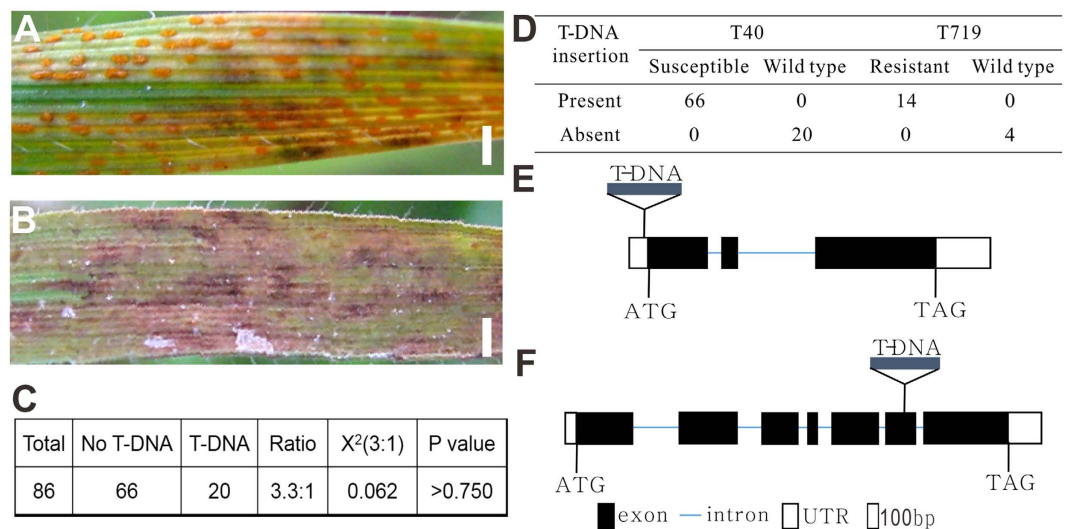 A
B
C
Total No T-DNA T-DNA Ratio X²(3:1) P value
86 66 20 3.3:1 0.062 >0.750
D
T-DNA insertion T40 T719
Susceptible Wild type Resistant Wild type
Present 66 0 14 0
Absent 0 20 0 4
E
T-DNA
ATG TAG
F
T-DNA
ATG TAG
exon intron UTR 100bp